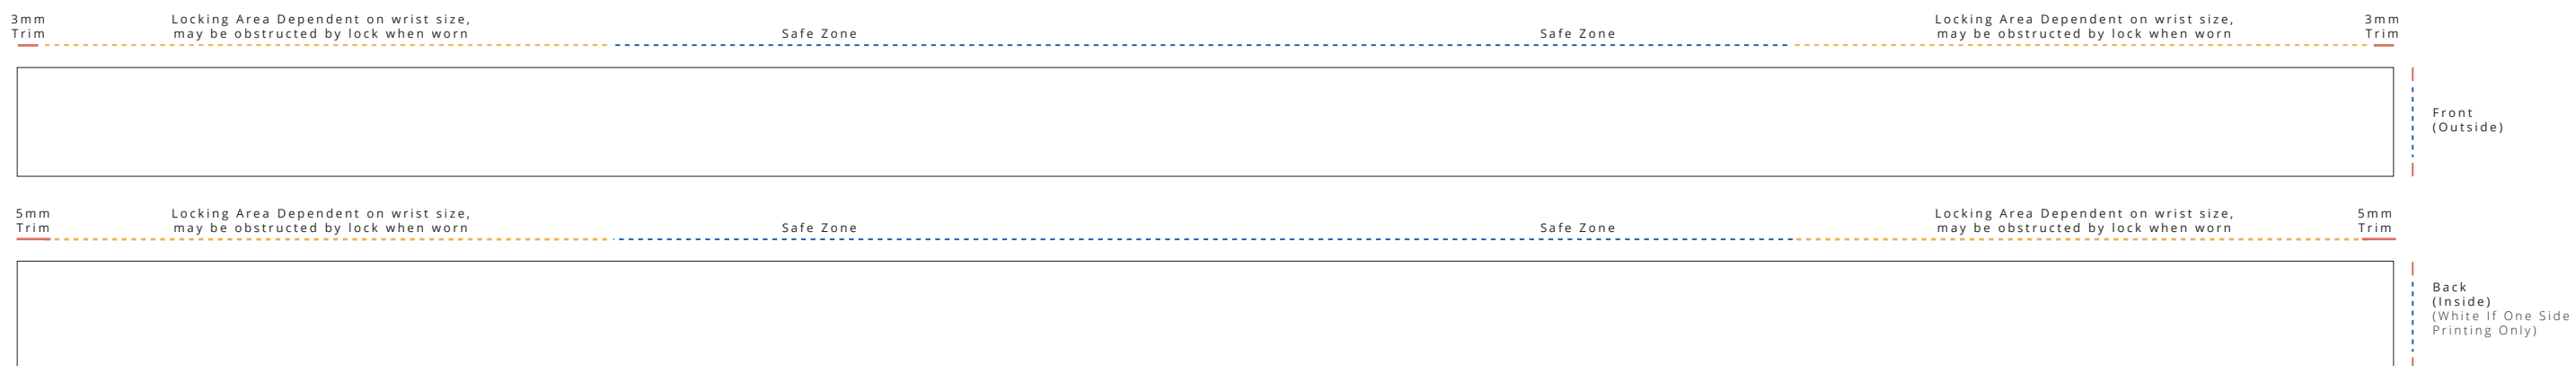 3mm
Trim
Locking Area Dependent on wrist size,
may be obstructed by lock when worn
Safe Zone
Safe Zone
Locking Area Dependent on wrist size,
may be obstructed by lock when worn
3mm
Trim
Front
(Outside)
5mm
Trim
Locking Area Dependent on wrist size,
may be obstructed by lock when worn
Safe Zone
Safe Zone
Locking Area Dependent on wrist size,
may be obstructed by lock when worn
5mm
Trim
Back
(Inside)
(White If One Side
Printing Only)